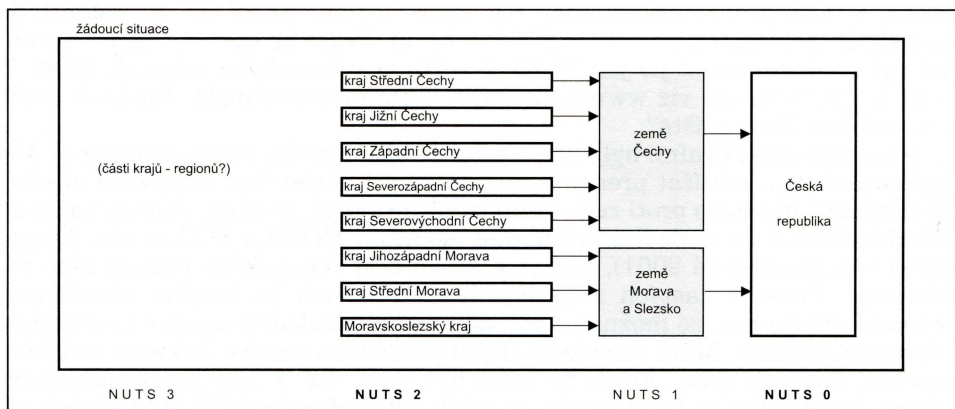 žádoucí situace
(části krajů - regionů?)
kraj Střední Čechy
kraj Jižní Čechy
kraj Západní Čechy
kraj Severozápadní Čechy
kraj Severovýchodní Čechy
kraj Jihozápadní Morava
kraj Střední Morava
Moravskoslezský kraj
země
Čechy
země
Morava
a Slezsko
Česká
republika
NUTS 3
NUTS 2
NUTS 1
NUTS 0